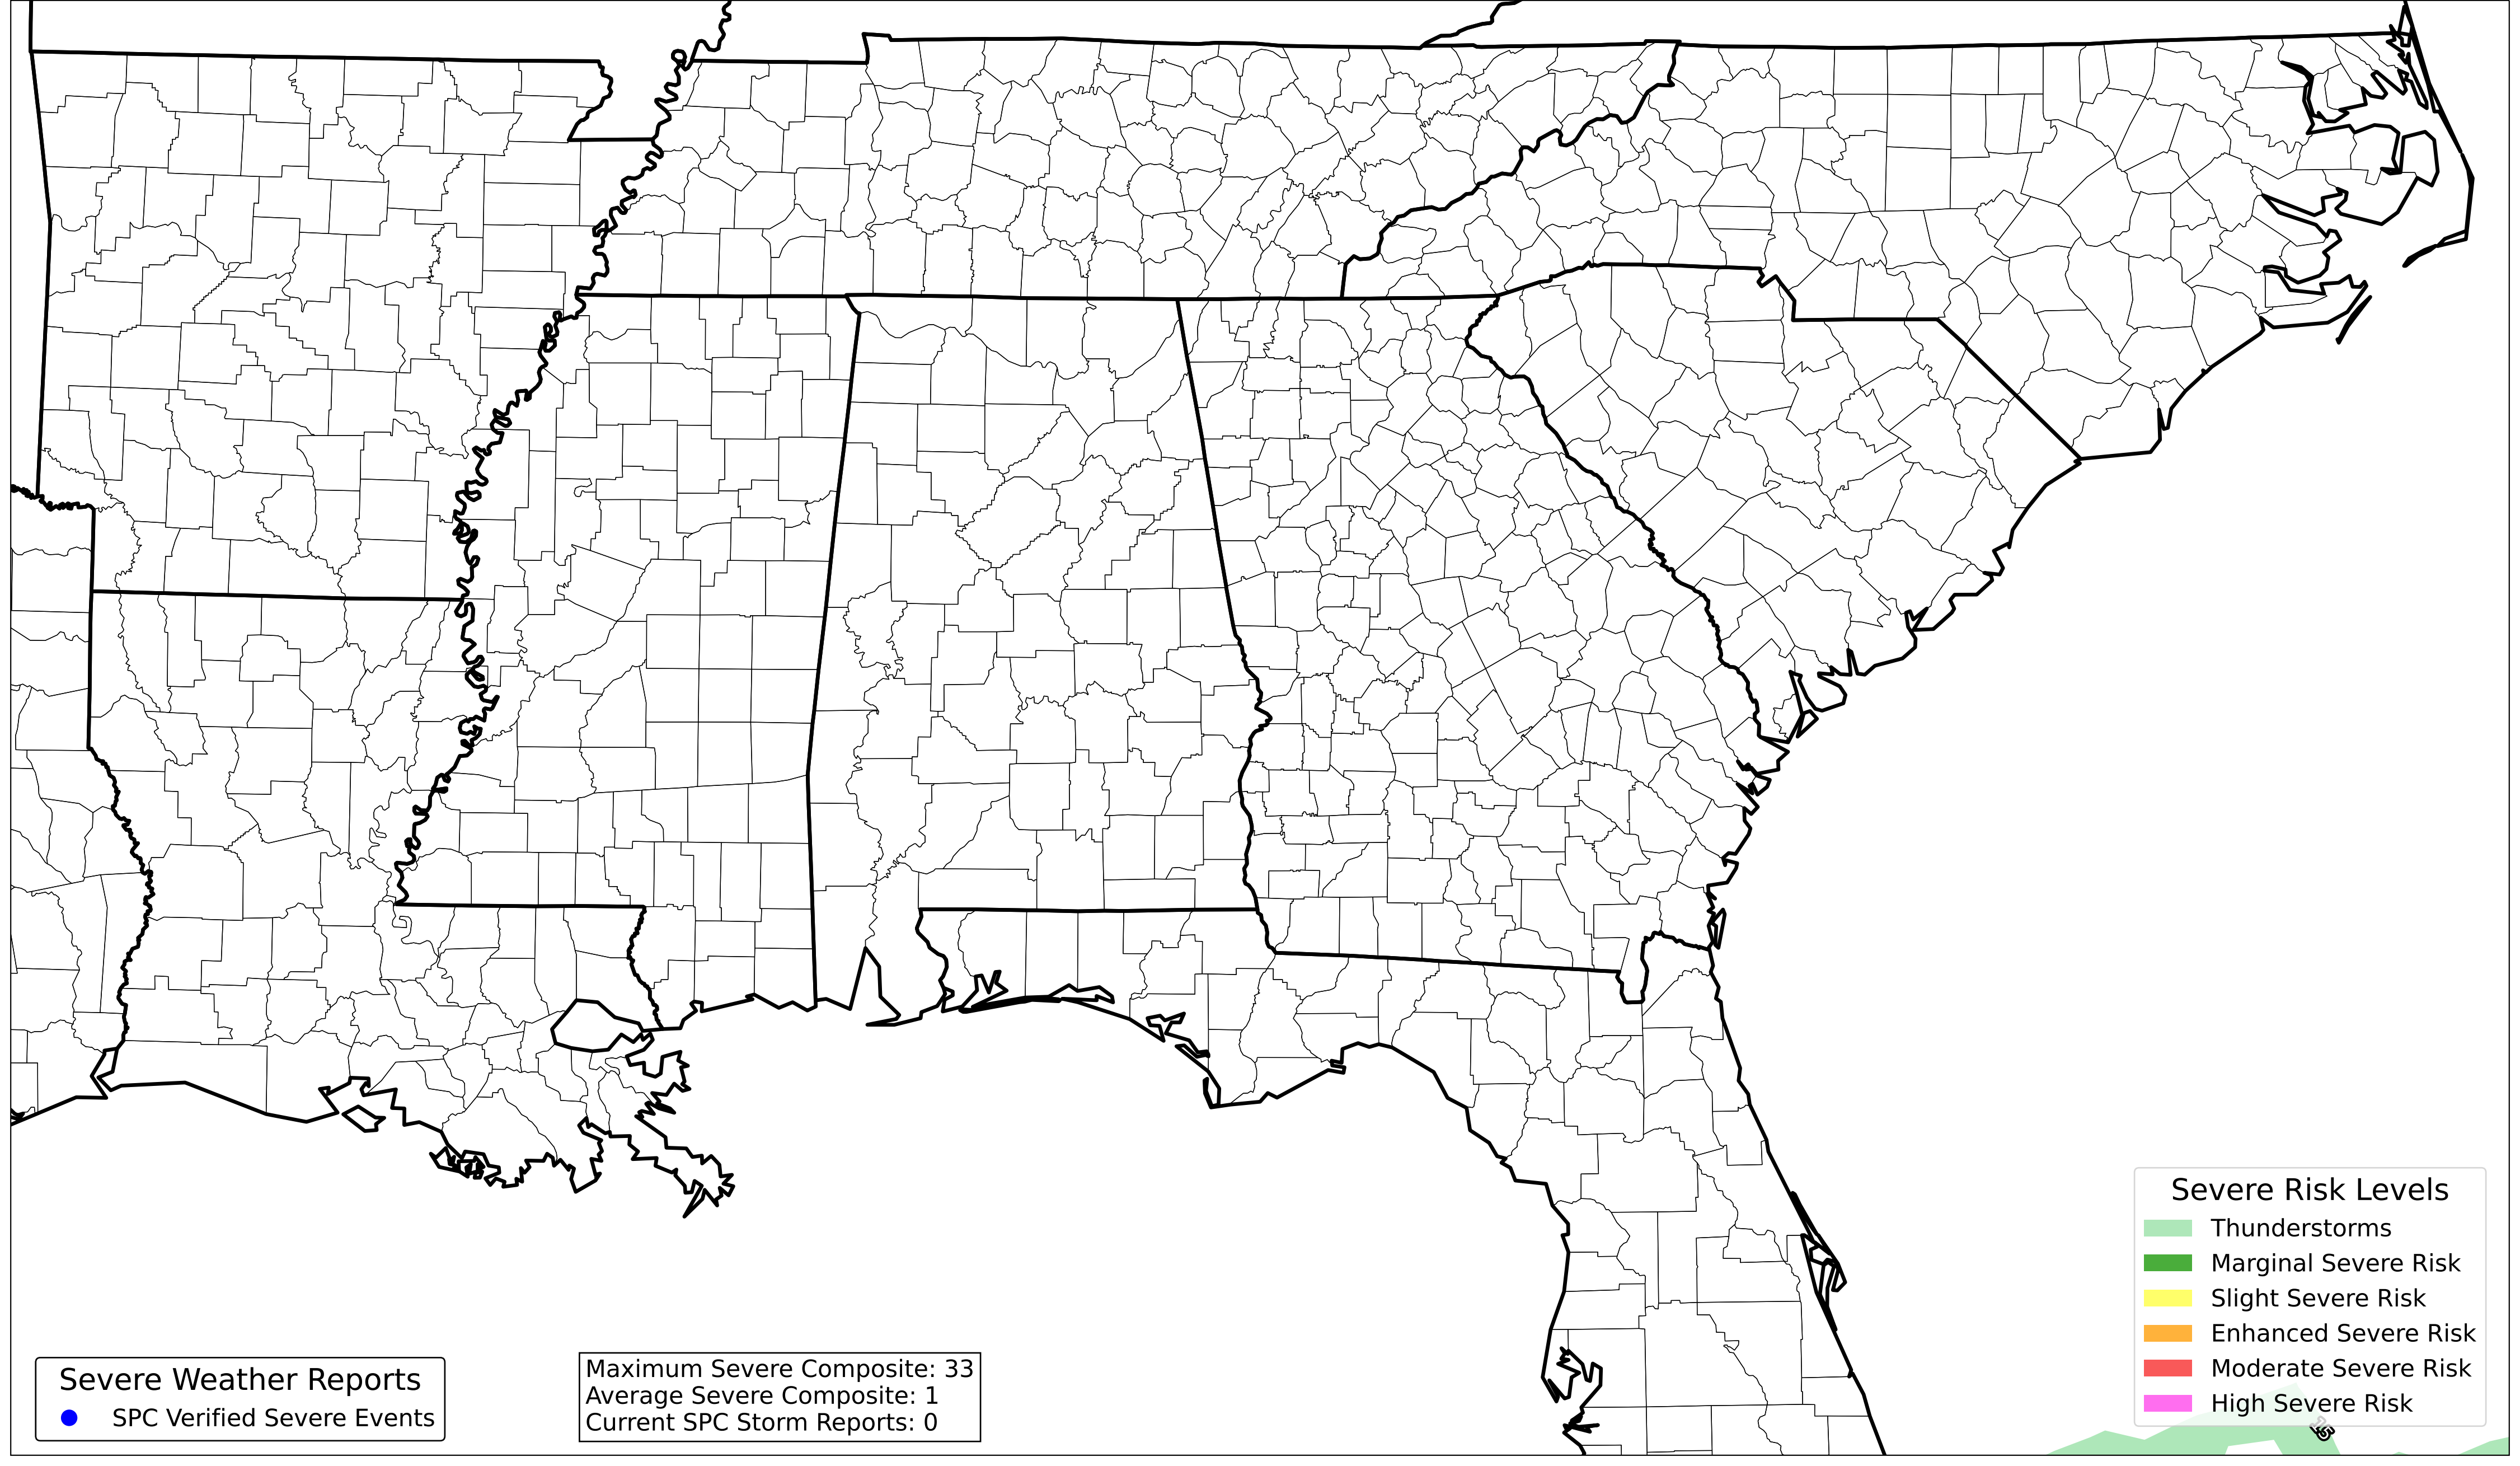 Severe Risk Levels
Thunderstorms
Marginal Severe Risk
Slight Severe Risk
Enhanced Severe Risk
Moderate Severe Risk
High Severe Risk
15
Severe Weather Reports
SPC Verified Severe Events
Maximum Severe Composite: 33
Average Severe Composite: 1
Current SPC Storm Reports: 0